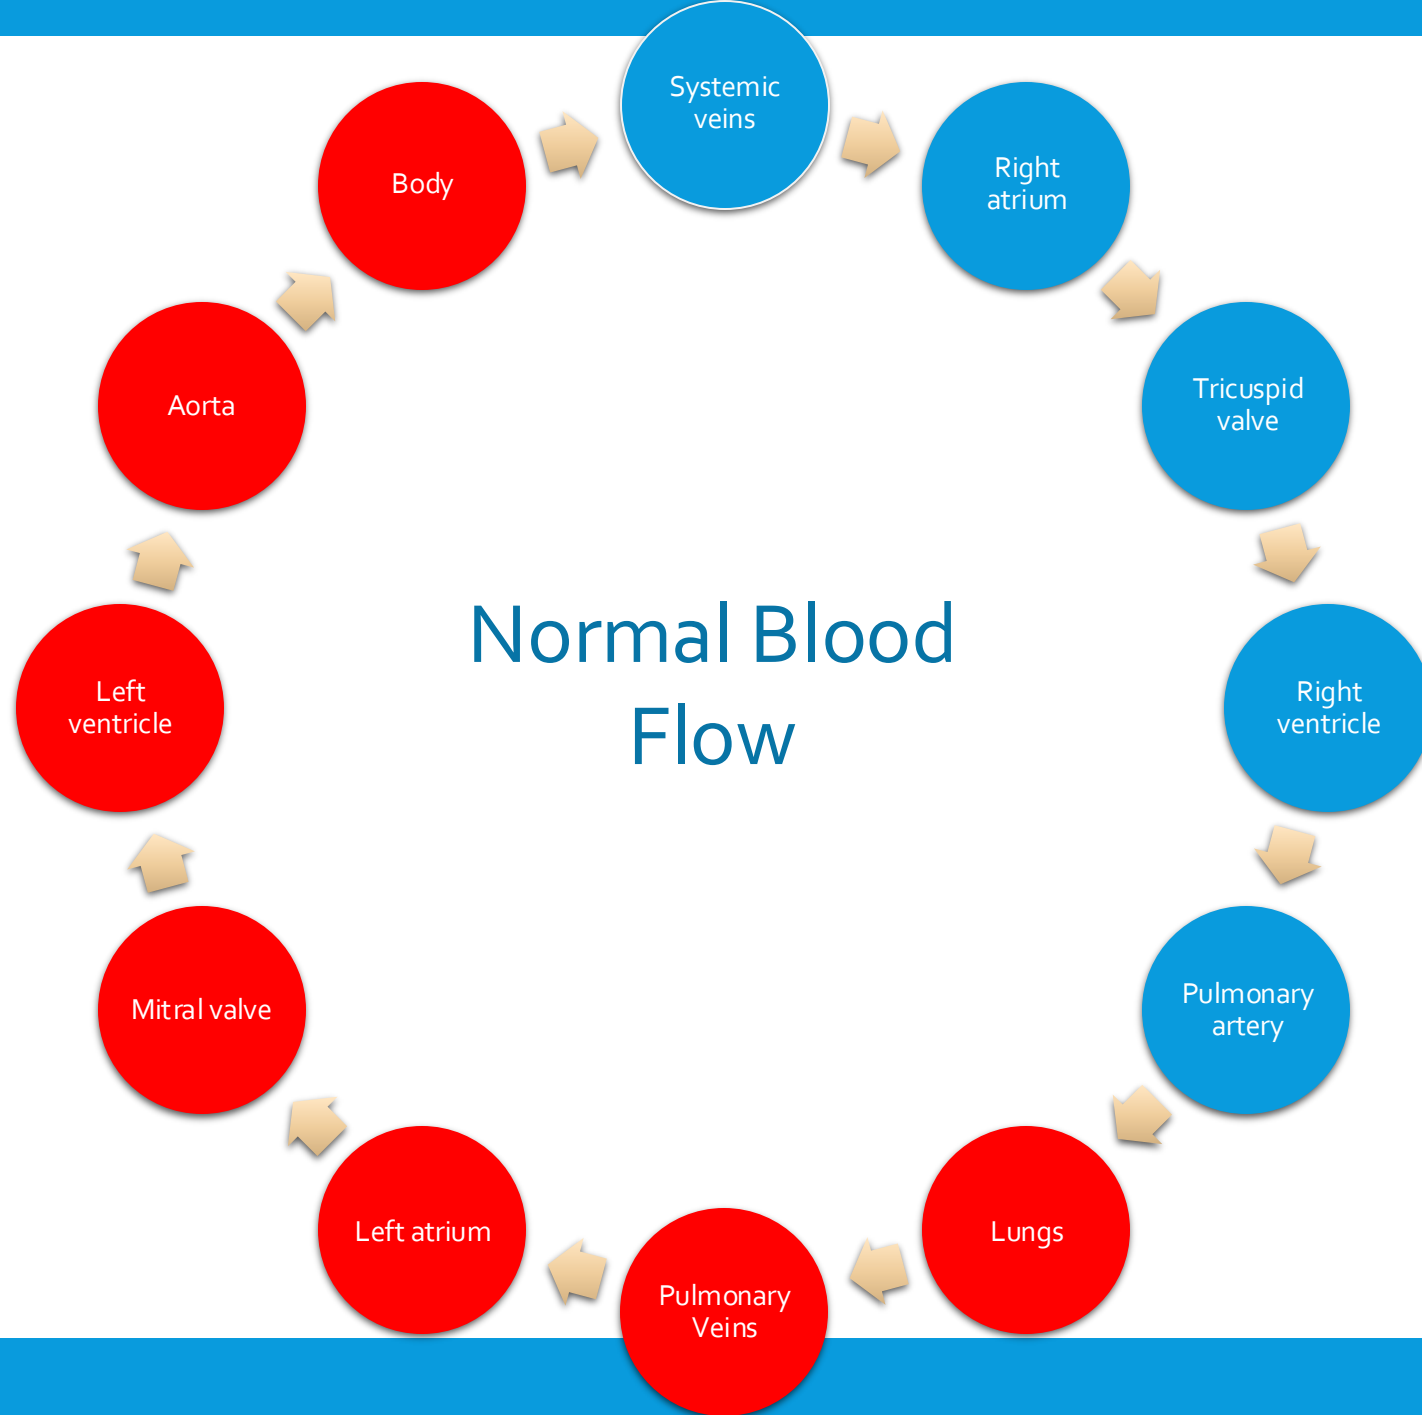 Systemic
veins
Right
atrium
Tricuspid
valve
Right
ventricle
Pulmonary
artery
Lungs
Pulmonary
Veins
Left atrium
Mitral valve
Left
ventricle
Aorta
Body
Normal Blood
Flow